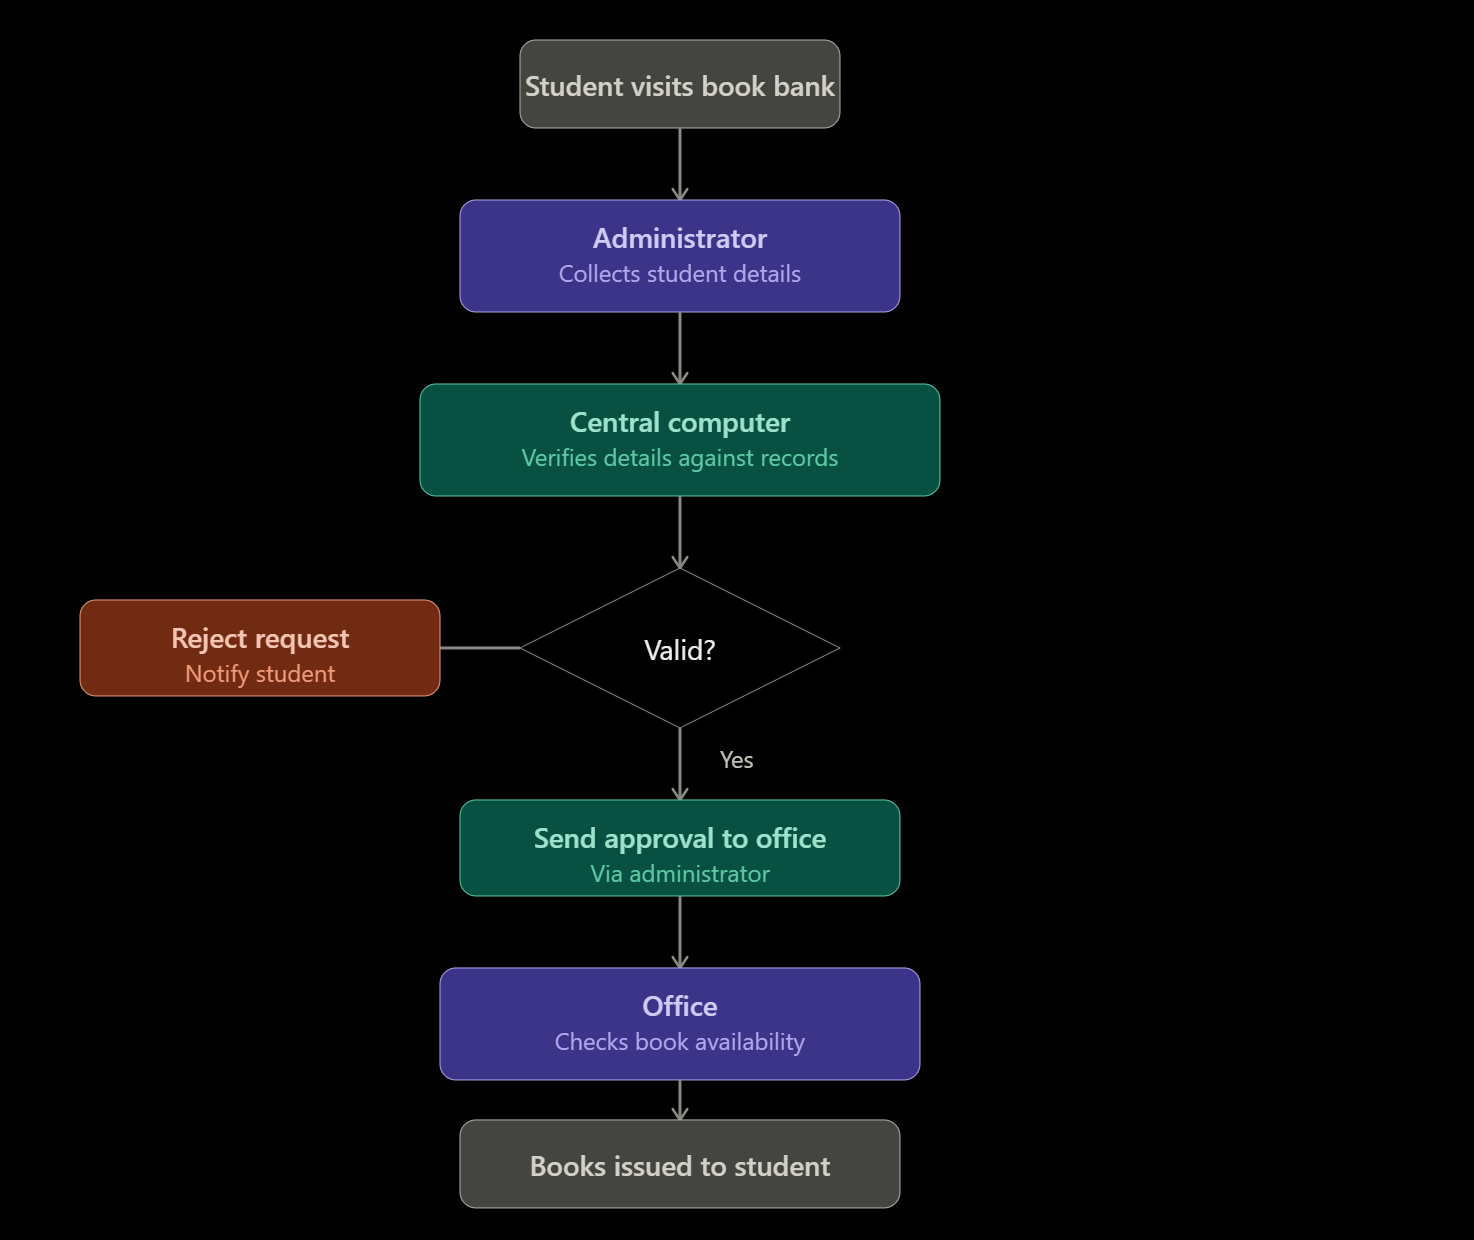 Student visits book bank
Administrator
Collects student details
Central computer
Verifies details against records
Reject request
Notify student
Valid?
Yes
Send approval to office
Via administrator
Office
Checks book availability
Books issued to student